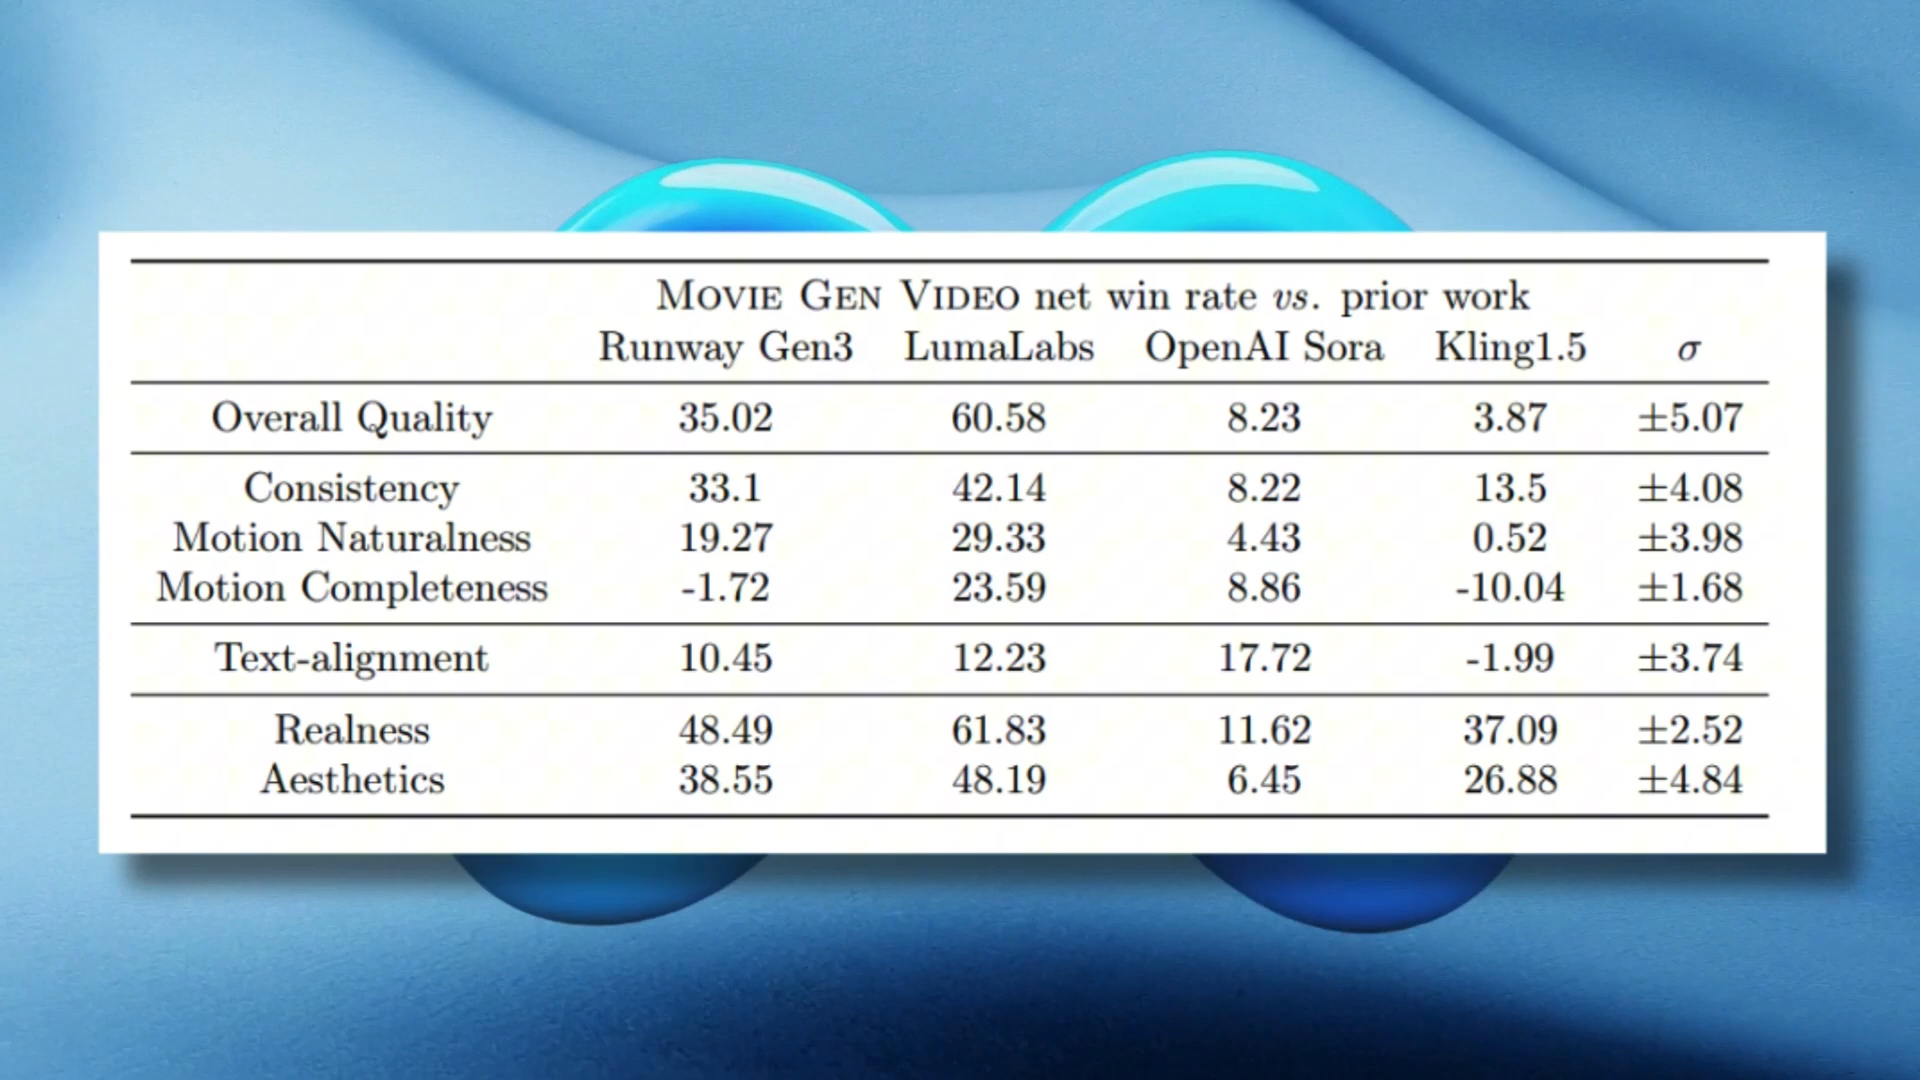 MOVIE GEN VIDEO net win rate vs. prior work
Runway Gen3 LumaLabs OpenAI Sora Kling1.5 σ
Overall Quality 35.02 60.58 8.23 3.87 ±5.07
Consistency 33.1 42.14 8.22 13.5 ±4.08
Motion Naturalness 19.27 29.33 4.43 0.52 ±3.98
Motion Completeness -1.72 23.59 8.86 -10.04 ±1.68
Text-alignment 10.45 12.23 17.72 -1.99 ±3.74
Realness 48.49 61.83 11.62 37.09 ±2.52
Aesthetics 38.55 48.19 6.45 26.88 ±4.84